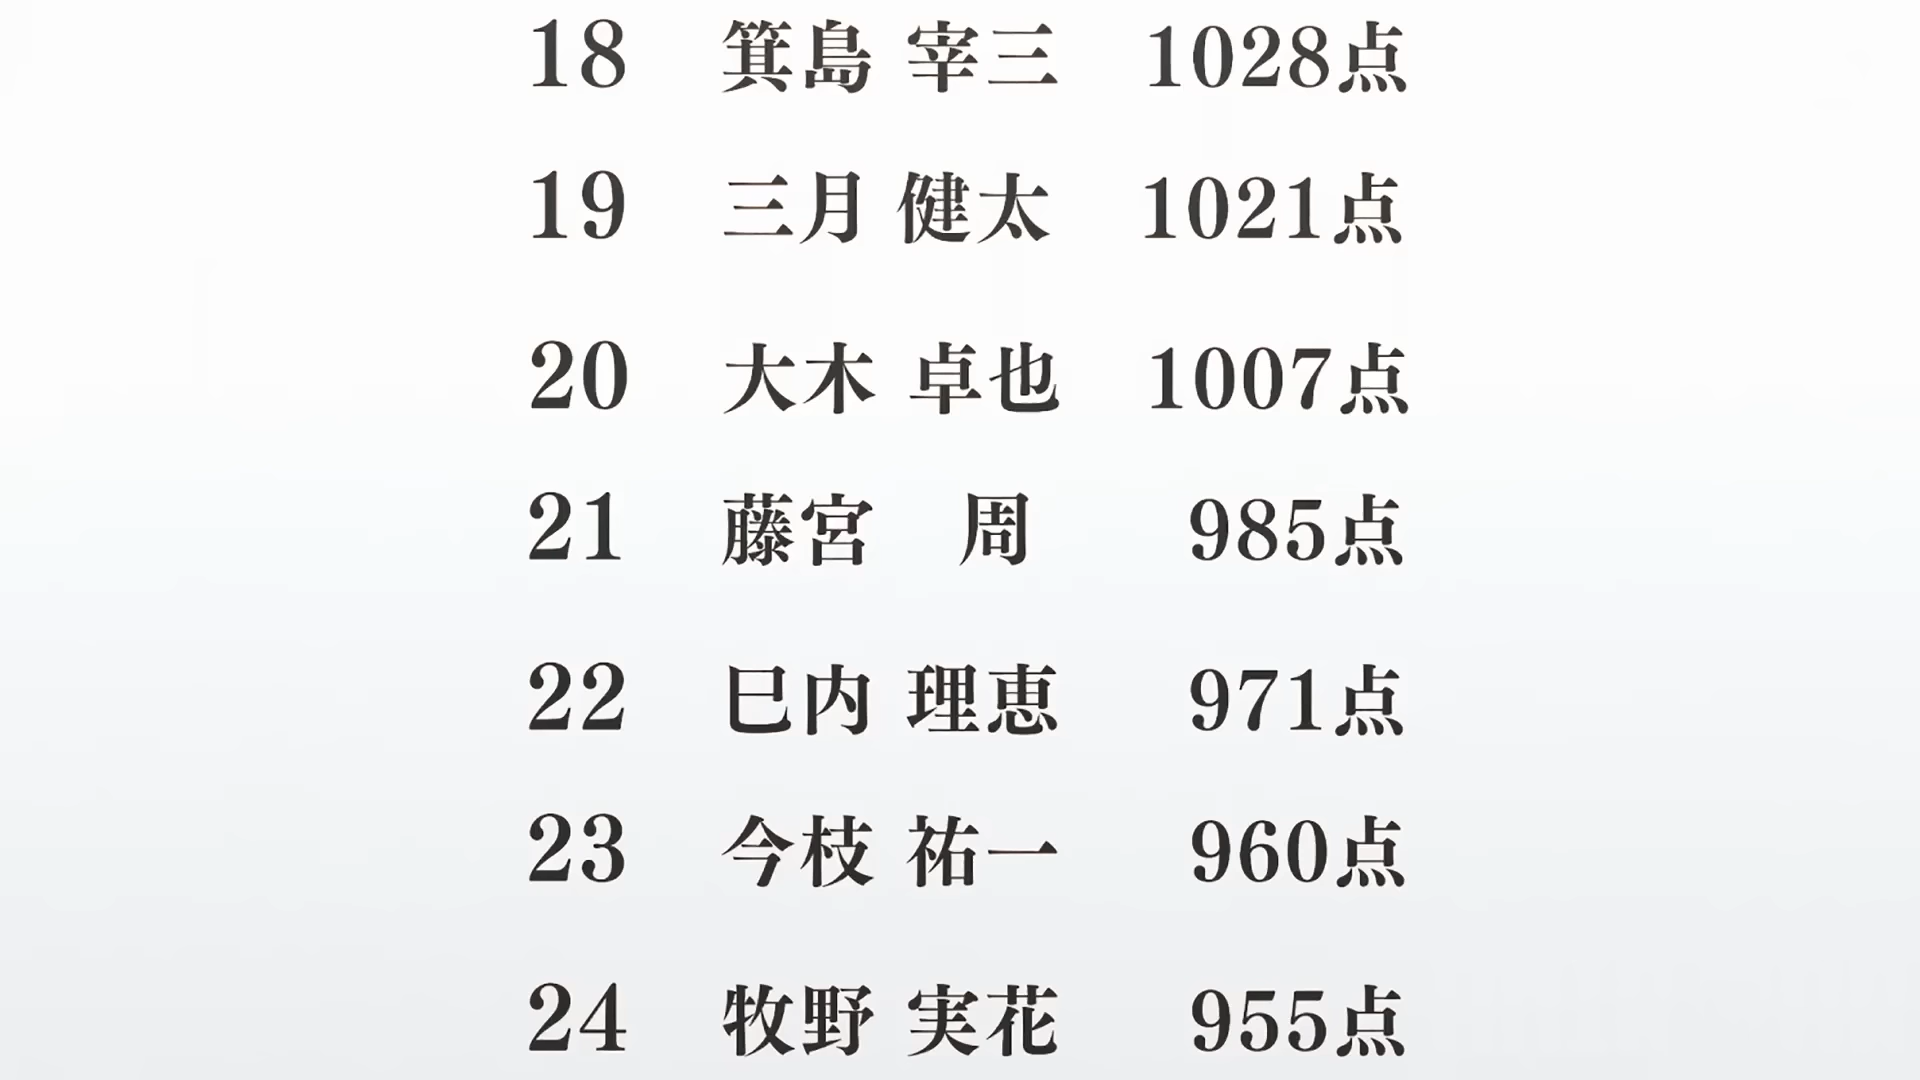 18 箕島 宰三 1028点
19 三月 健太 1021点
20 大木 卓也 1007点
21 藤宮 周 985点
22 巳内 理恵 971点
23 今枝 祐一 960点
24 牧野 実花 955点